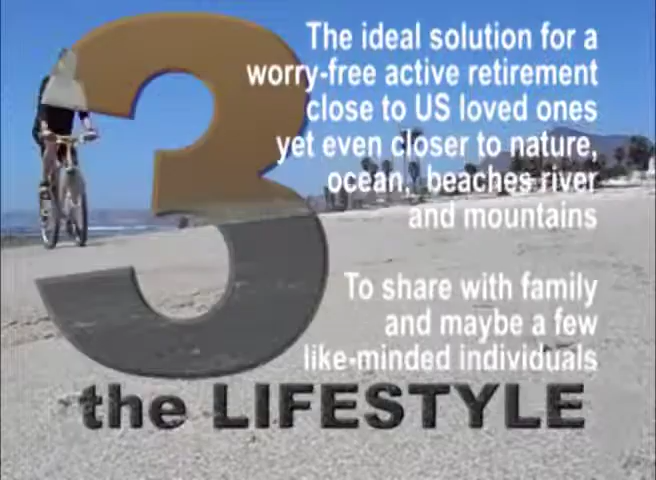 3
The ideal solution for a
worry-free active retirement
close to US loved ones
yet even closer to nature,
ocean, beaches river
and mountains
To share with family
and maybe a few
like-minded individuals
the LIFESTYLE